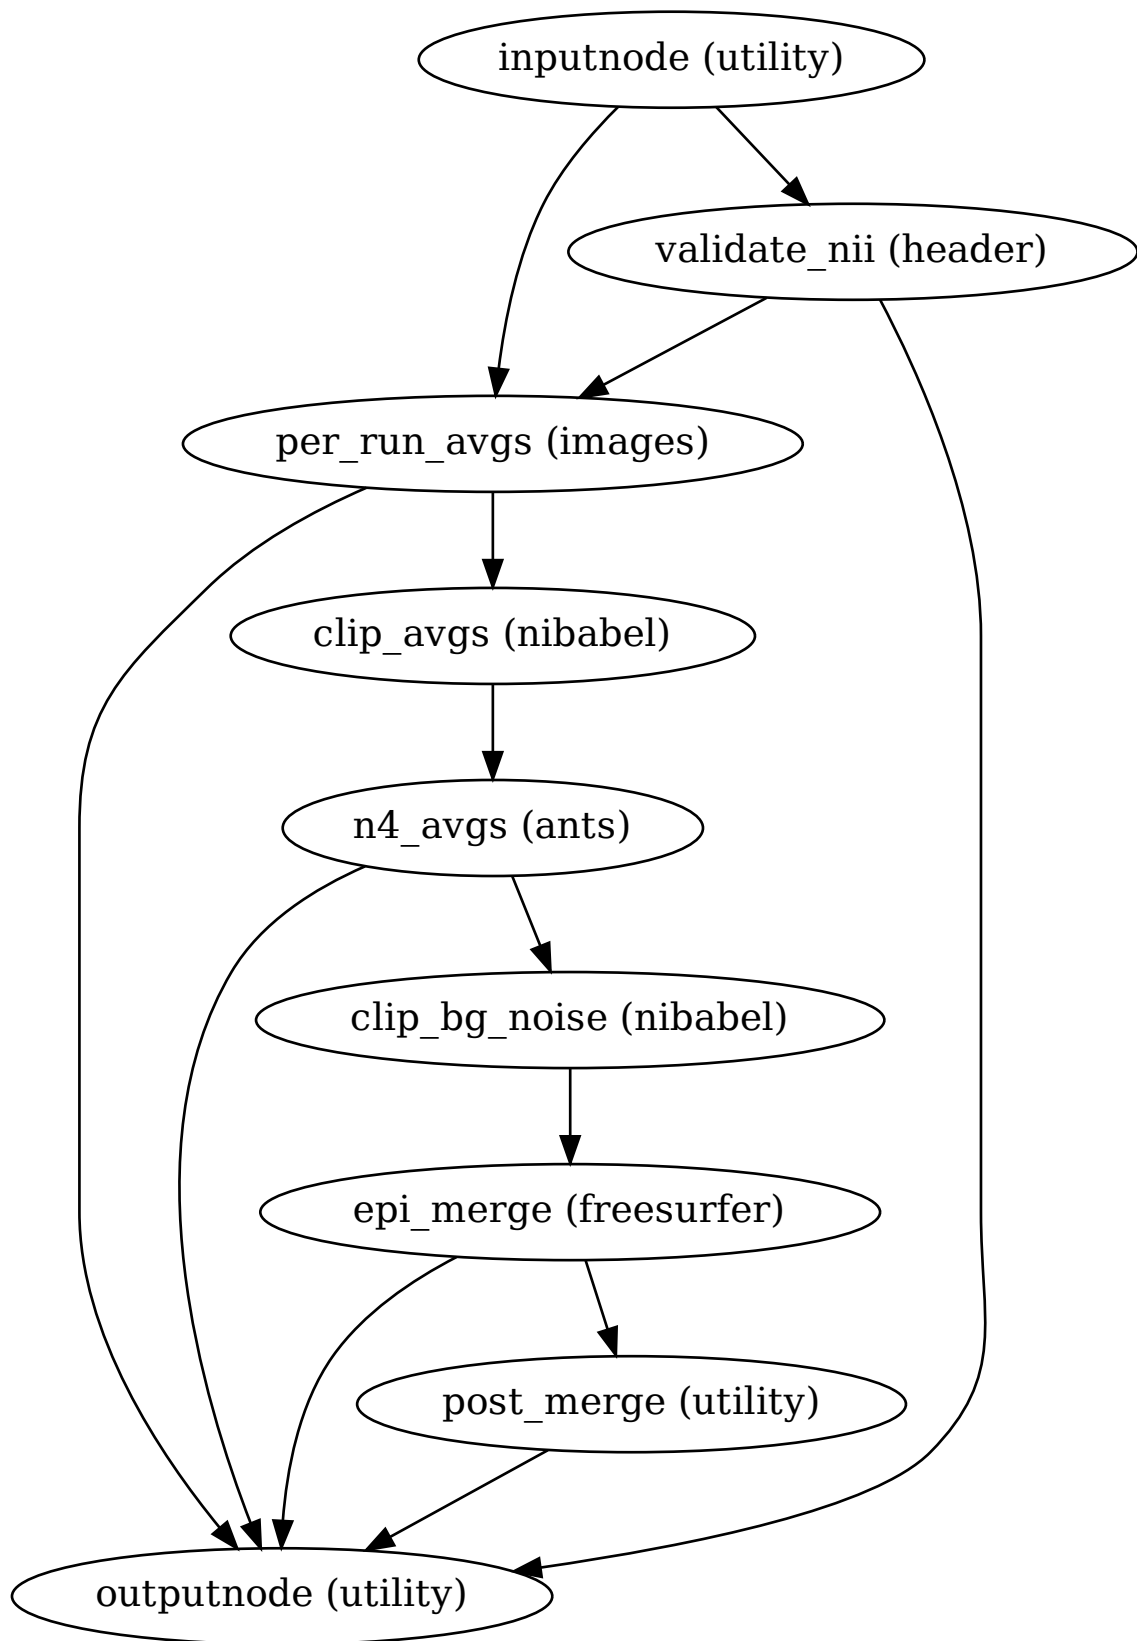 inputnode (utility)
validate_nii (header)
per_run_avgs (images)
clip_avgs (nibabel)
n4_avgs (ants)
clip_bg_noise (nibabel)
epi_merge (freesurfer)
post_merge (utility)
outputnode (utility)